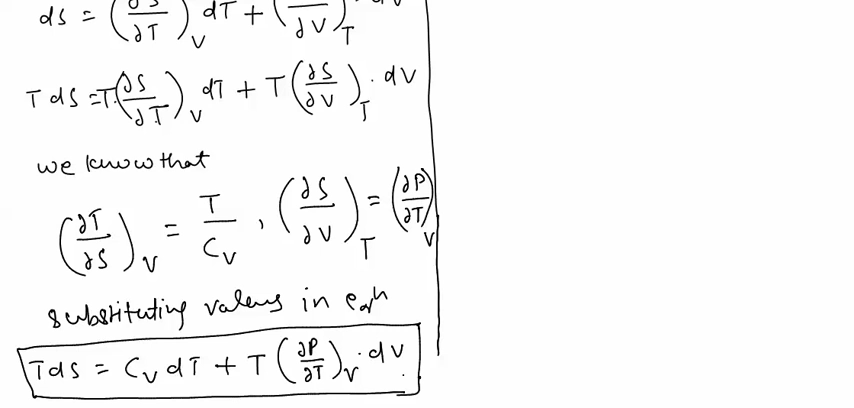 dS = (∂S/∂T)_V dT + (∂S/∂V)_T · dV
T dS = T·(∂S/∂T)_V dT + T (∂S/∂V)_T · dV
we know that
(∂T/∂S)_V = T/C_V , (∂S/∂V)_T = (∂P/∂T)_V
substituting values in eqn
Tds = C_V dT + T (∂P/∂T)_V · dV